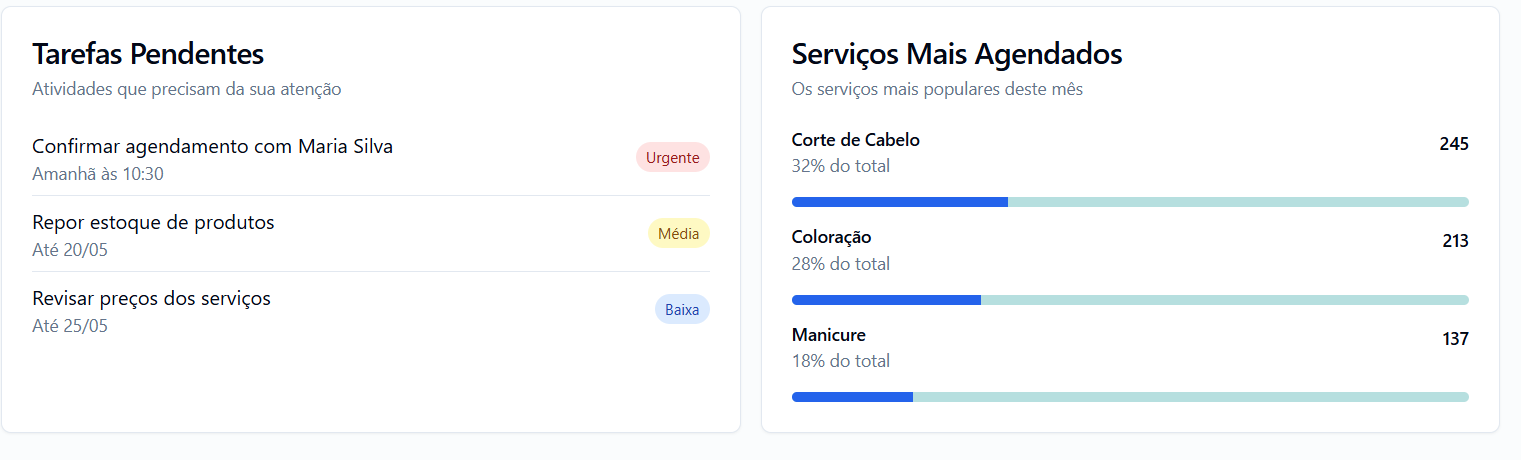 Tarefas Pendentes
Atividades que precisam da sua atenção
Confirmar agendamento com Maria Silva
Amanhã às 10:30
Urgente
Repor estoque de produtos
Até 20/05
Média
Revisar preços dos serviços
Até 25/05
Baixa
Serviços Mais Agendados
Os serviços mais populares deste mês
Corte de Cabelo
245
32% do total
Coloração
213
28% do total
Manicure
137
18% do total